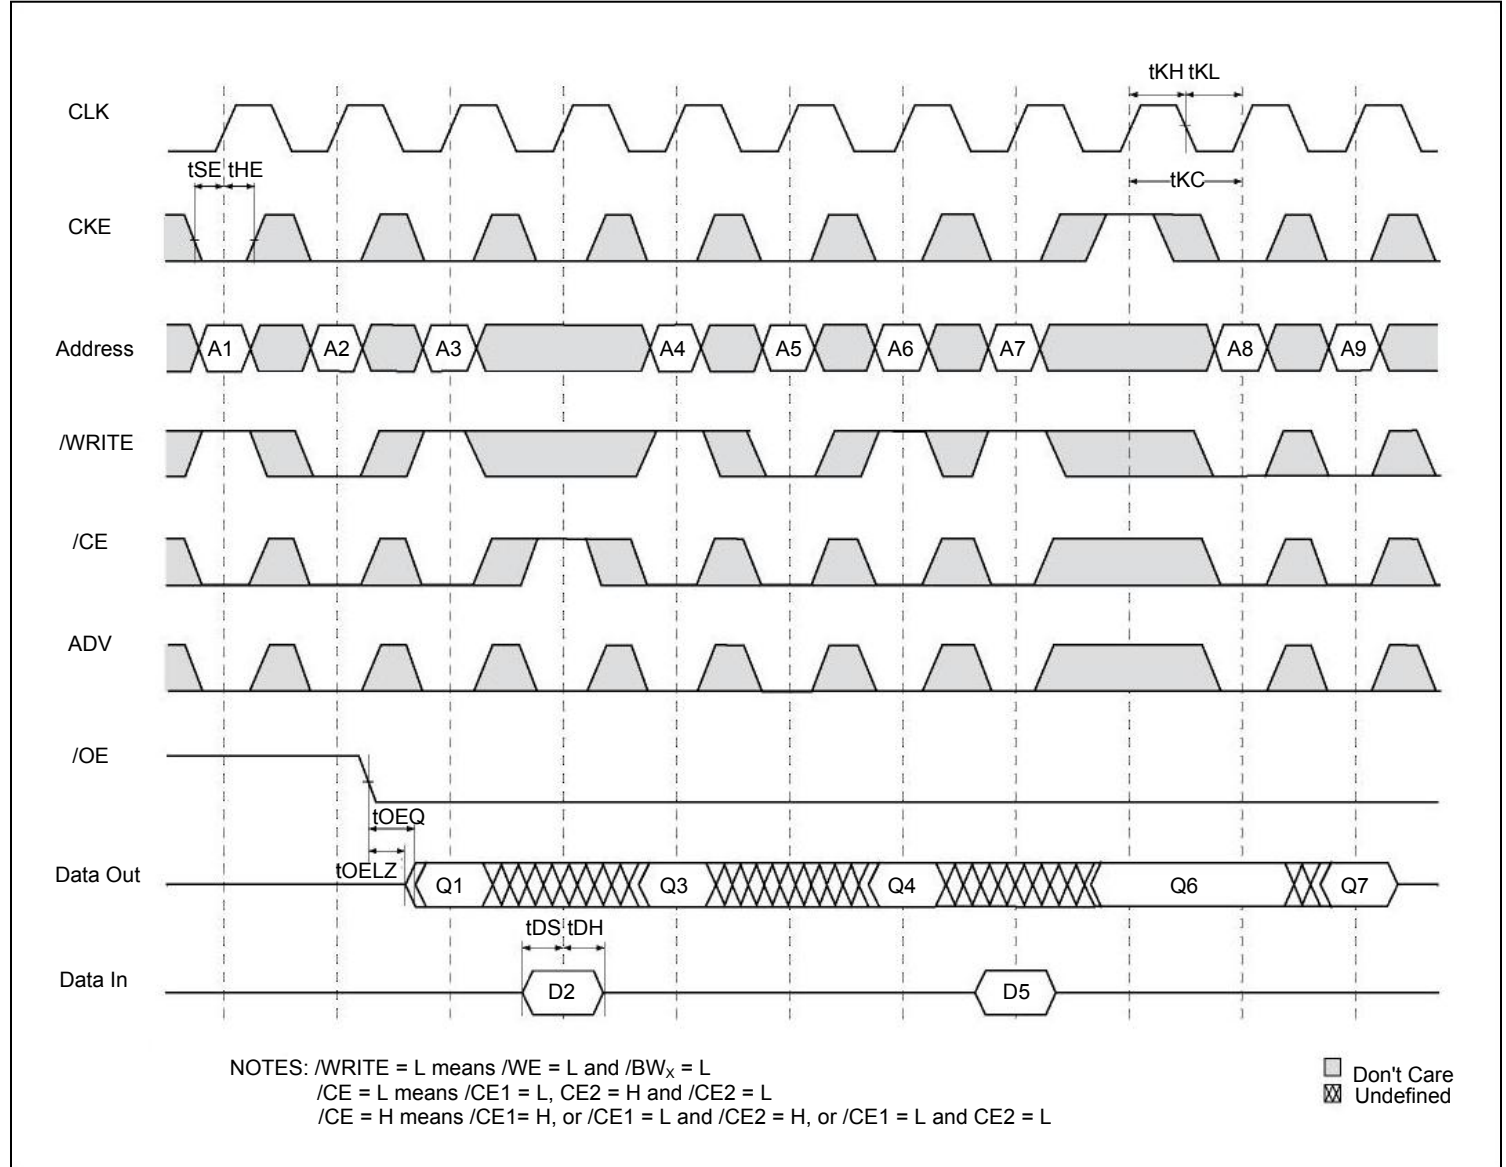 tKH tKL
CLK
tSE tHE
tKC
CKE
Address A1 A2 A3 A4 A5 A6 A7 A8 A9
/WRITE
/CE
ADV
/OE
tOEQ
tOELZ
Data Out Q1 Q3 Q4 Q6 Q7
tDS tDH
Data In D2 D5
NOTES: /WRITE = L means /WE = L and /BWX = L
/CE = L means /CE1 = L, CE2 = H and /CE2 = L
/CE = H means /CE1= H, or /CE1 = L and /CE2 = H, or /CE1 = L and CE2 = L
Don't Care
Undefined